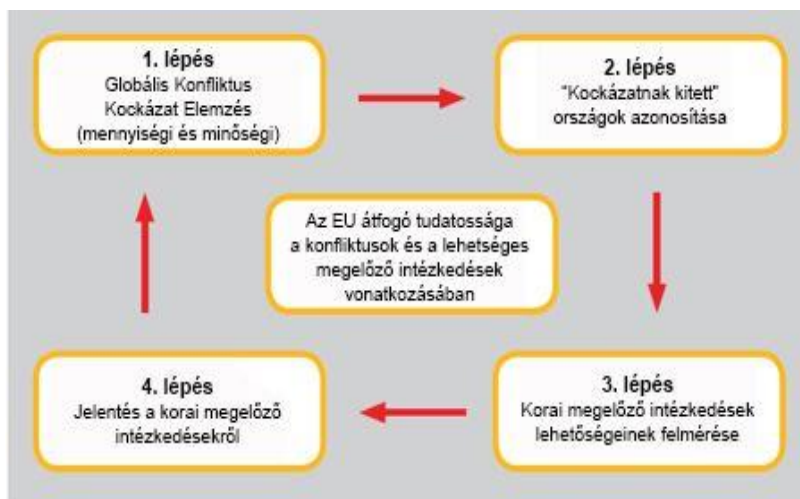 1. lépés
Globális Konfliktus
Kockázat Elemzés
(mennyiségi és minőségi)
2. lépés
"Kockázatnak kitett"
országok azonosítása
Az EU átfogó tudatossága
a konfliktusok és a lehetséges
megelőző intézkedések
vonatkozásában
3. lépés
Korai megelőző intézkedések
lehetőségeinek felmérése
4. lépés
Jelentés a korai megelőző
intézkedésekről